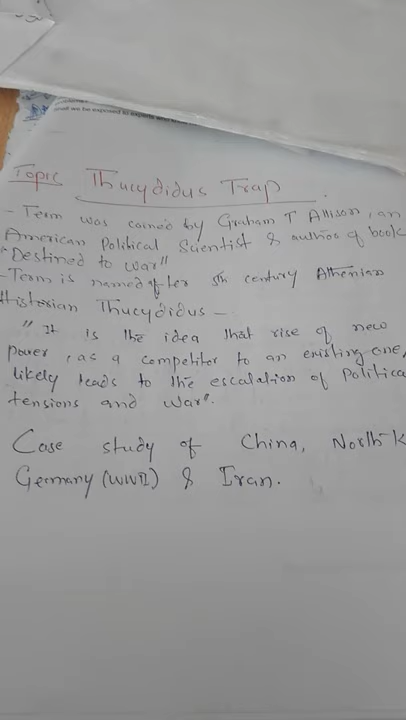 Topic Thucydidus Trap
- Term was coined by Graham T Allison, an
American Political Scientist & author of book
"Destined to War"
- Term is named after 5th century Athenian
Historian Thucydidus -
" It is the idea that rise of new
power, as a competitor to an existing one,
likely leads to the escalation of Politica
tensions and War".
Case study of China, North-K
Germany (WWII) & Iran.